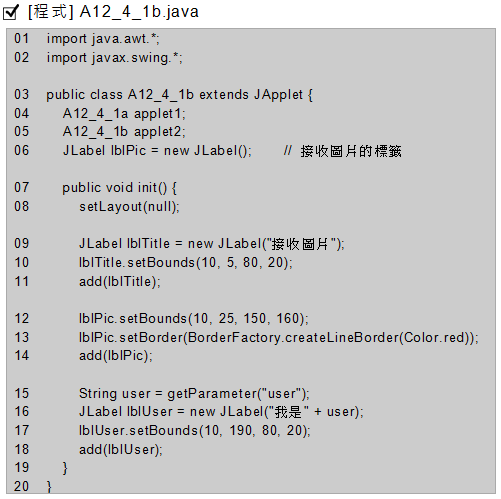 [程式] A12_4_1b.java
01 import java.awt.*;
02 import javax.swing.*;
03 public class A12_4_1b extends JApplet {
04 A12_4_1a applet1;
05 A12_4_1b applet2;
06 JLabel lblPic = new JLabel(); // 接收圖片的標籤
07 public void init() {
08 setLayout(null);
09 JLabel lblTitle = new JLabel("接收圖片");
10 lblTitle.setBounds(10, 5, 80, 20);
11 add(lblTitle);
12 lblPic.setBounds(10, 25, 150, 160);
13 lblPic.setBorder(BorderFactory.createLineBorder(Color.red));
14 add(lblPic);
15 String user = getParameter("user");
16 JLabel lblUser = new JLabel("我是" + user);
17 lblUser.setBounds(10, 190, 80, 20);
18 add(lblUser);
19 }
20 }